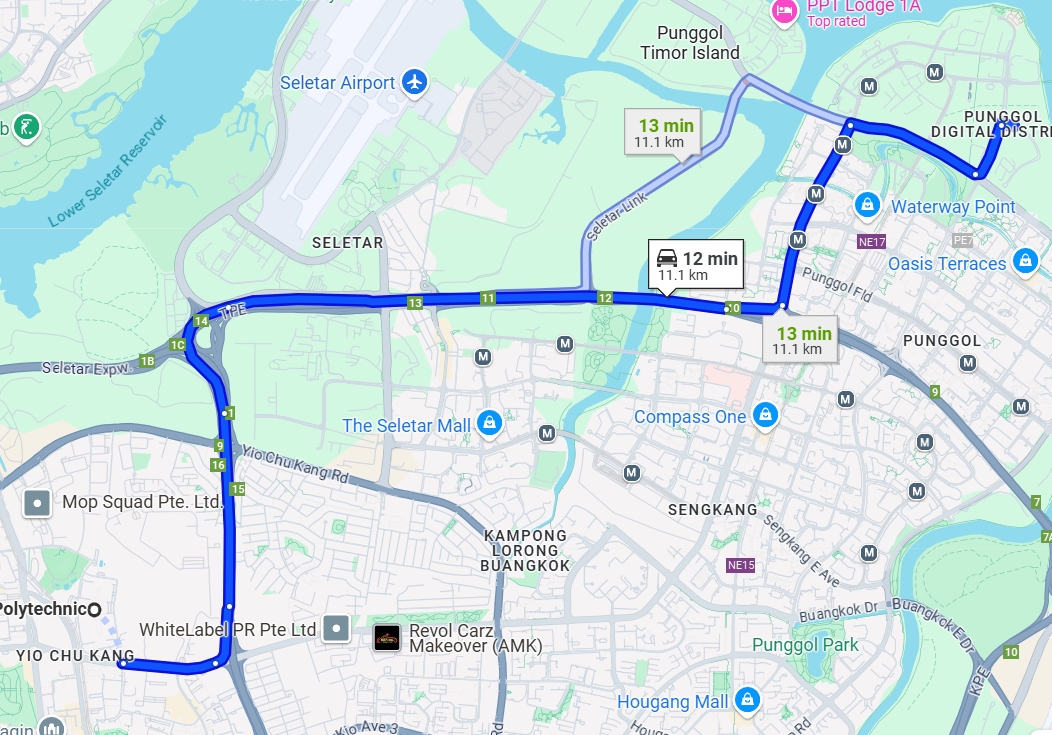 PPT Lodge 1A
Top rated
Punggol
Timor Island
Seletar Airport
b
PUNGGOL
DIGITAL DISTRI
13 min
11.1 km
M
M
M
M
M
Lower Seletar Reservoir
Seletar Link
Waterway Point
NE17
PE7
Oasis Terraces
SELETAR
12 min
11.1 km
Punggol Fld
TPE
14
13
11
12
10
13 min
11.1 km
1C
1B
Seletar Expw.
PUNGGOL
M
M
M
M
M
9
The Seletar Mall
Compass One
1
9
16
15
Yio Chu Kang Rd
M
M
M
M
Mop Squad Pte. Ltd.
7
7A
SENGKANG
Sengkang E Ave
KAMPONG
LORONG
BUANGKOK
NE15
M
Polytechnic
WhiteLabel PR Pte Ltd
Revol Carz
Makeover (AMK)
Buangkok Dr
Buangkok E Dr
YIO CHU KANG
Punggol Park
10
KPE
Hougang Mall
agin
Kio Ave 3
Houg
Rd
Rd